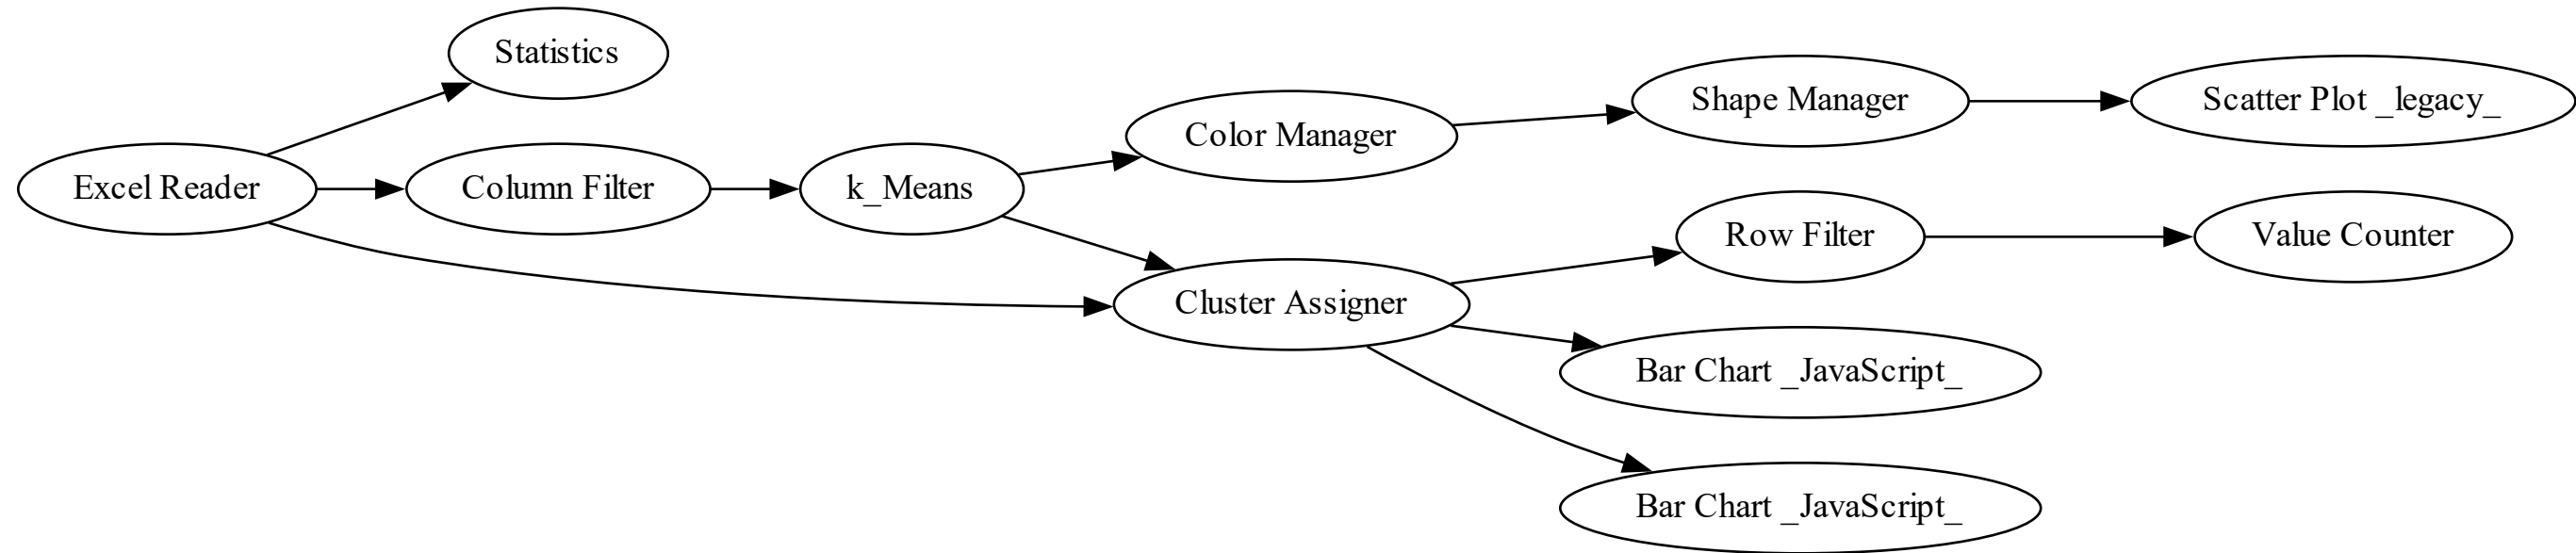 Statistics
Excel Reader
Column Filter
k_Means
Color Manager
Shape Manager
Scatter Plot _legacy_
Cluster Assigner
Row Filter
Value Counter
Bar Chart _JavaScript_
Bar Chart _JavaScript_